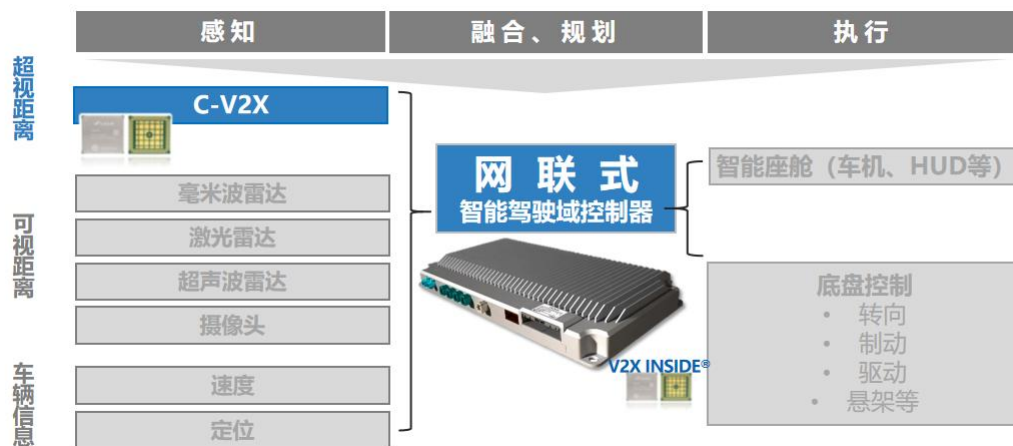 感知
融合、规划
执行
超视距离
C-V2X
可视距离
毫米波雷达
激光雷达
超声波雷达
摄像头
车辆信息
速度
定位
网 联 式
智能驾驶域控制器
V2X INSIDE®
智能座舱（车机、HUD等）
底盘控制
• 转向
• 制动
• 驱动
• 悬架等